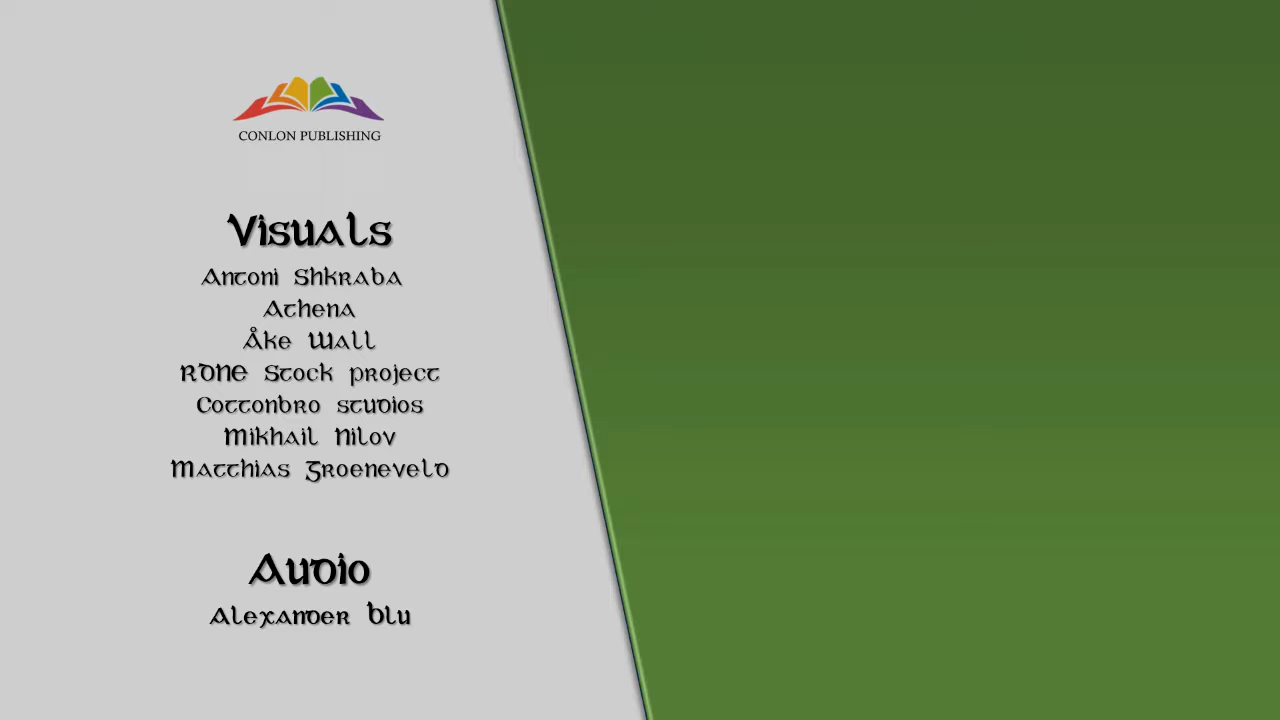 CONLON PUBLISHING
Visuals
Antoni Shkraba
Athena
Åke Wall
RDNE Stock project
Cottonbro studios
Mikhail Nilov
Matthias Groeneveld
Audio
Alexander Blu